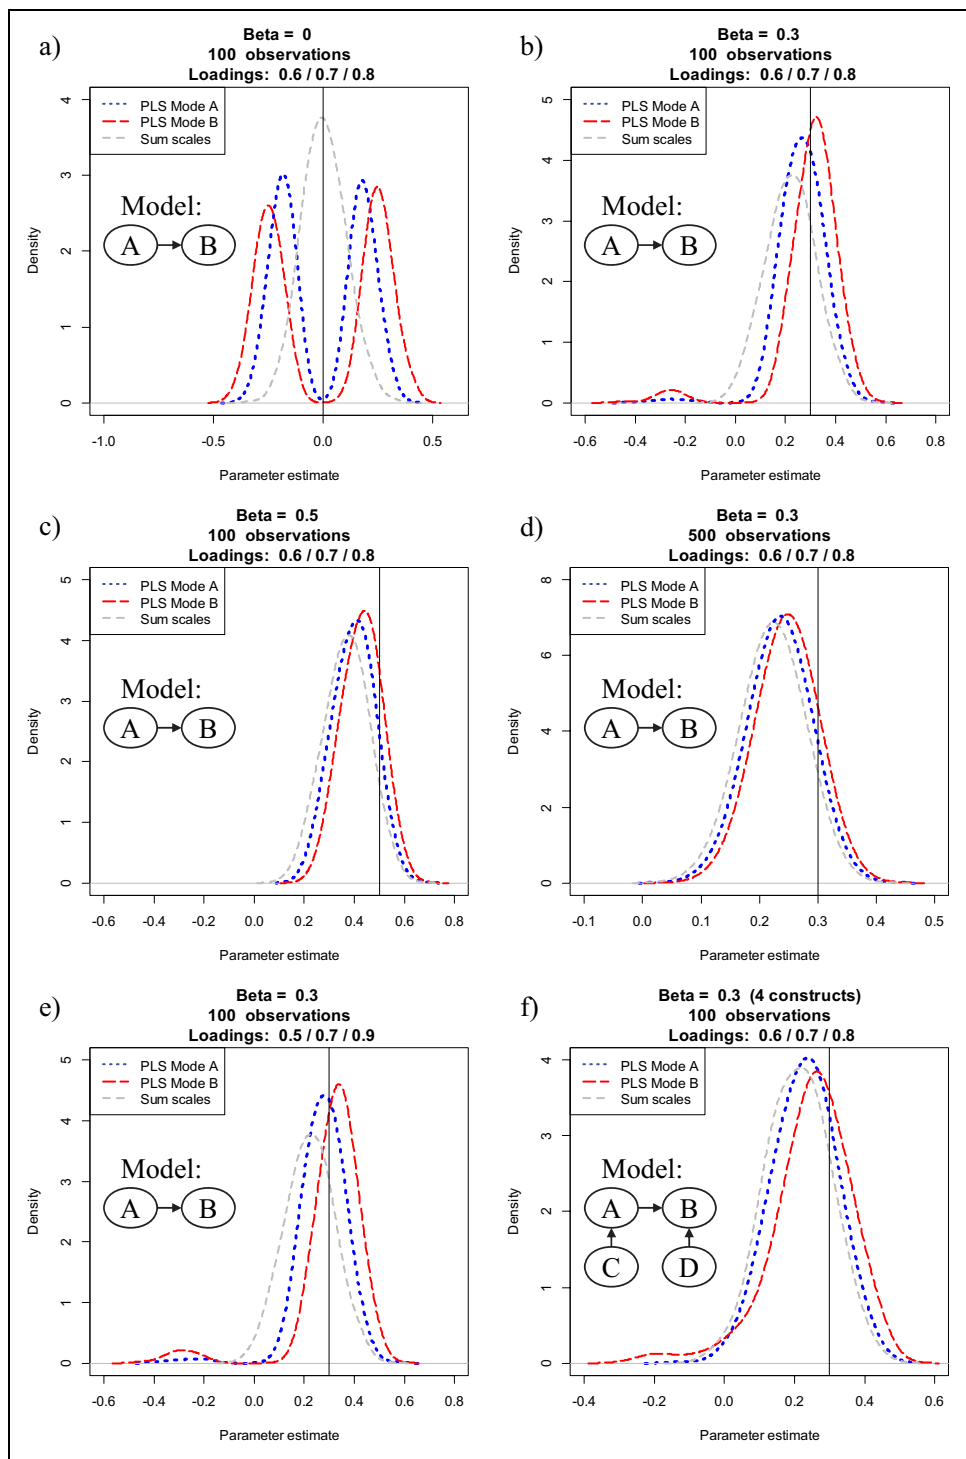 a)
Beta = 0
100 observations
Loadings: 0.6 / 0.7 / 0.8
PLS Mode A
PLS Mode B
Sum scales
Model:
A
B
Density
0
1
2
3
4
-1.0
-0.5
0.0
0.5
Parameter estimate
b)
Beta = 0.3
100 observations
Loadings: 0.6 / 0.7 / 0.8
PLS Mode A
PLS Mode B
Sum scales
Model:
A
B
Density
0
1
2
3
4
5
-0.6
-0.4
-0.2
0.0
0.2
0.4
0.6
0.8
Parameter estimate
c)
Beta = 0.5
100 observations
Loadings: 0.6 / 0.7 / 0.8
PLS Mode A
PLS Mode B
Sum scales
Model:
A
B
Density
0
1
2
3
4
5
-0.6
-0.4
-0.2
0.0
0.2
0.4
0.6
0.8
Parameter estimate
d)
Beta = 0.3
500 observations
Loadings: 0.6 / 0.7 / 0.8
PLS Mode A
PLS Mode B
Sum scales
Model:
A
B
Density
0
2
4
6
8
-0.1
0.0
0.1
0.2
0.3
0.4
0.5
Parameter estimate
e)
Beta = 0.3
100 observations
Loadings: 0.5 / 0.7 / 0.9
PLS Mode A
PLS Mode B
Sum scales
Model:
A
B
Density
0
1
2
3
4
5
-0.6
-0.4
-0.2
0.0
0.2
0.4
0.6
0.8
Parameter estimate
f)
Beta = 0.3 (4 constructs)
100 observations
Loadings: 0.6 / 0.7 / 0.8
PLS Mode A
PLS Mode B
Sum scales
Model:
A
B
C
D
Density
0
1
2
3
4
-0.4
-0.2
0.0
0.2
0.4
0.6
Parameter estimate